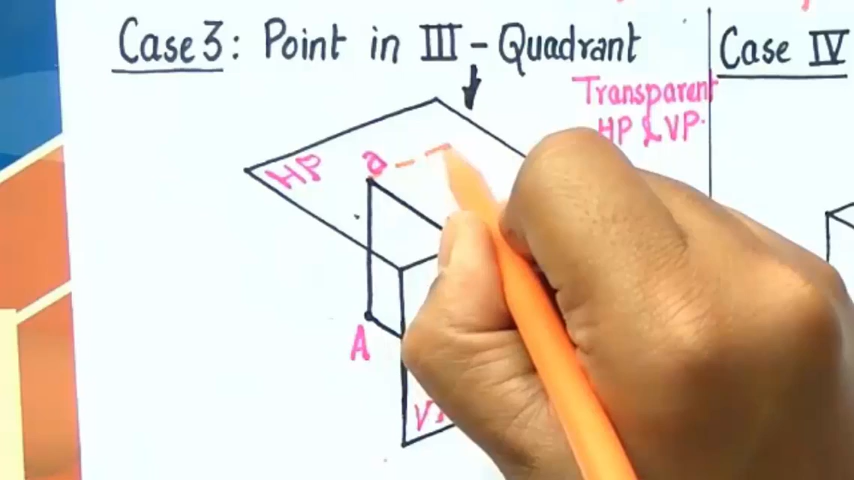 Case 3: Point in III - Quadrant
Case IV
Transparent
HP & VP.
HP
a
A